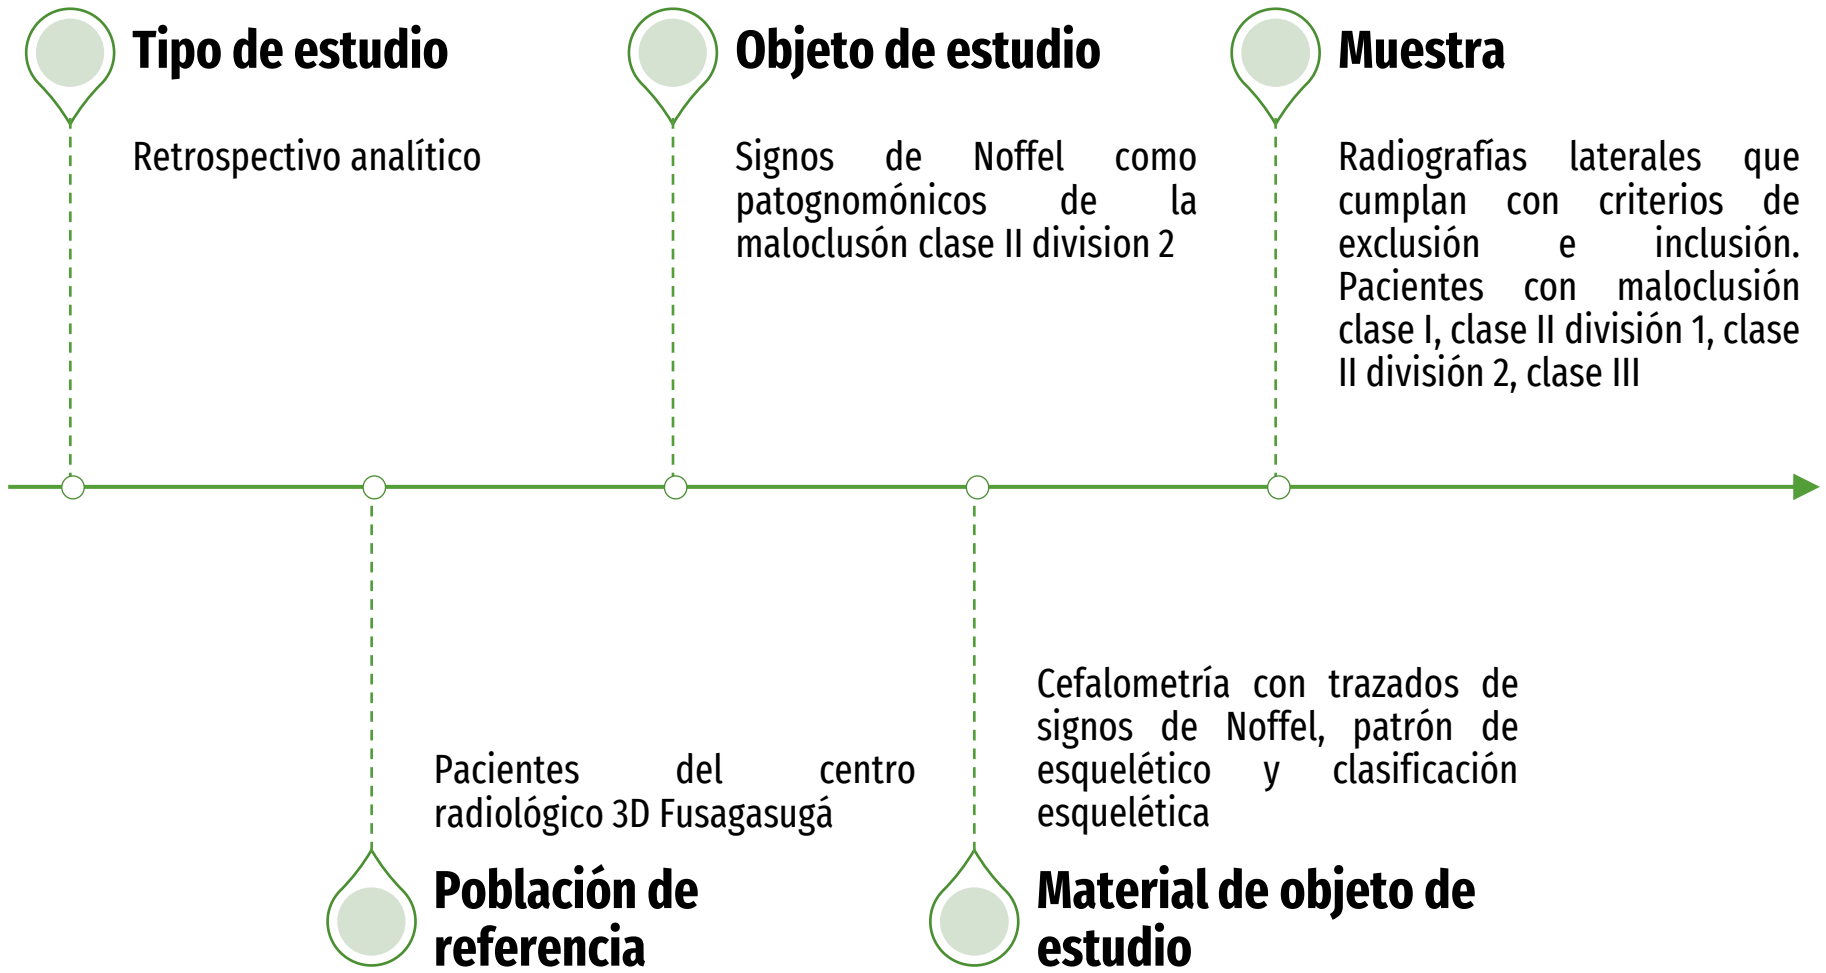 Tipo de estudio
Retrospectivo analítico
Objeto de estudio
Signos de Noffel como
patognomónicos de la
maloclusón clase II division 2
Muestra
Radiografías laterales que
cumplan con criterios de
exclusión e inclusión.
Pacientes con maloclusión
clase I, clase II división 1, clase
II división 2, clase III
Pacientes del centro
radiológico 3D Fusagasugá
Población de
referencia
Cefalometría con trazados de
signos de Noffel, patrón de
esquelético y clasificación
esquelética
Material de objeto de
estudio